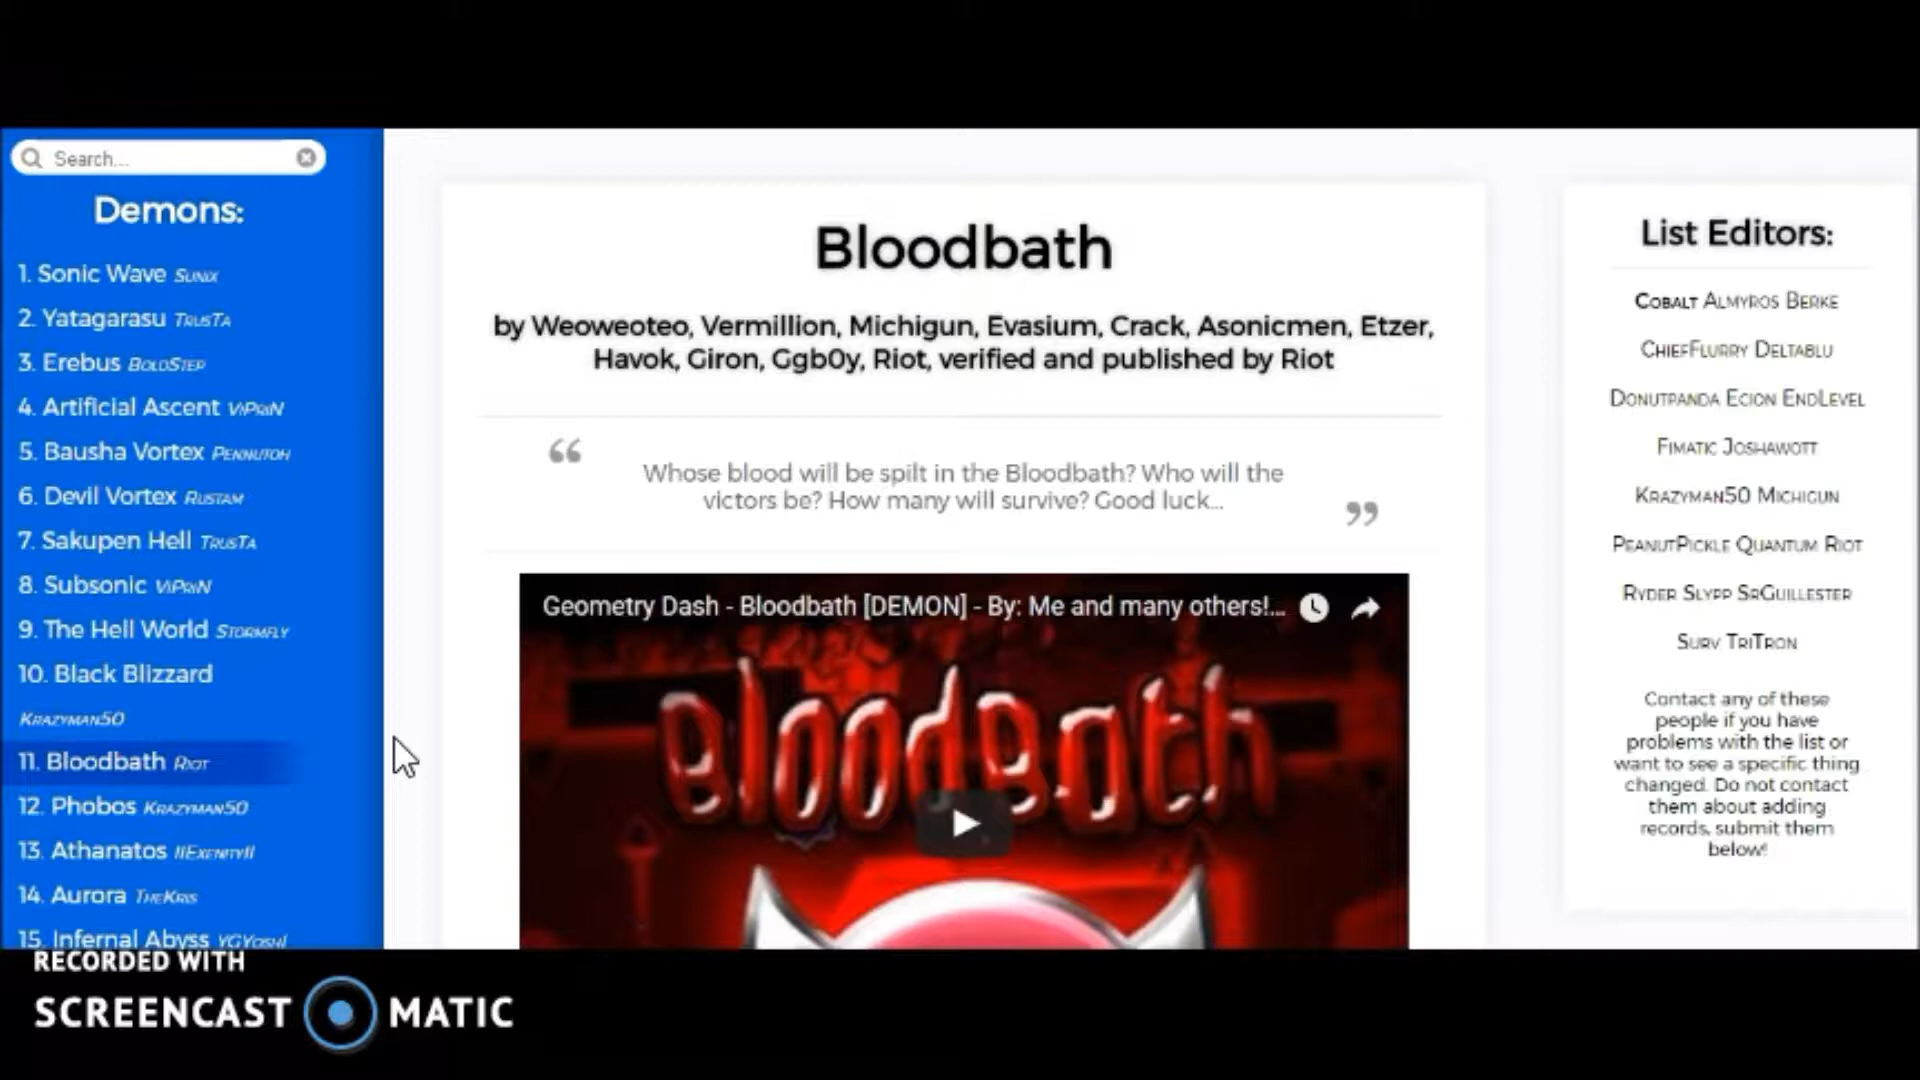 Search...
Demons:
1. Sonic Wave Sunix
2. Yatagarasu TrusTa
3. Erebus BoldStep
4. Artificial Ascent ViPriN
5. Bausha Vortex Pennutoh
6. Devil Vortex Rustam
7. Sakupen Hell TrusTa
8. Subsonic ViPriN
9. The Hell World Stormfly
10. Black Blizzard
Krazyman50
11. Bloodbath Riot
12. Phobos Krazyman50
13. Athanatos
14. Aurora TheKris
15. Infernal Abyss YGYoshi
Bloodbath
by Weoweoteo, Vermillion, Michigun, Evasium, Crack, Asonicmen, Etzer,
Havok, Giron, Ggb0y, Riot, verified and published by Riot
“ Whose blood will be spilt in the Bloodbath? Who will the
victors be? How many will survive? Good luck... ”
Geometry Dash - Bloodbath [DEMON] - By: Me and many others!...
BloodBath
List Editors:
Cobalt Almyros Berke
ChiefFlurry Deltablu
Donutpanda Ecion EndLevel
Fimatic Joshawott
Krazyman50 Michigun
PeanutPickle Quantum Riot
Ryder Slypp SrGuillester
Surv TriTron
Contact any of these
people if you have
problems with the list or
want to see a specific thing
changed. Do not contact
them about adding
records, submit them
below!
RECORDED WITH
SCREENCAST MATIC